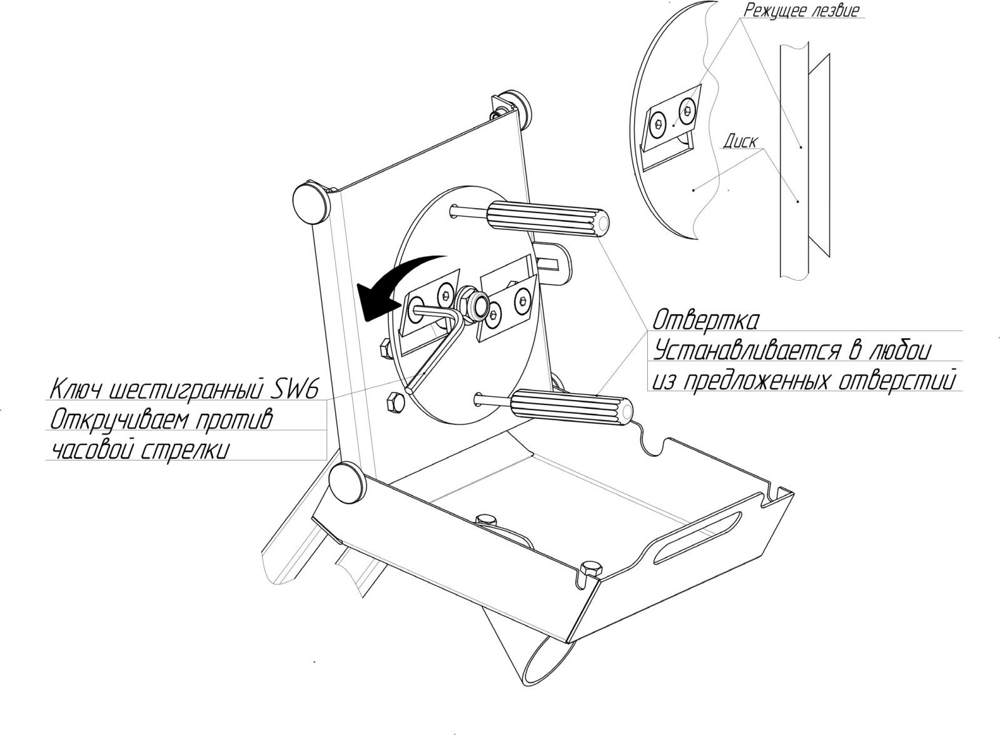 Режущее лезвие
Диск
Отвертка
Устанавливается в любои
из предложенных отверстий
Ключ шестигранный SW6
Откручиваем против
часовой стрелки